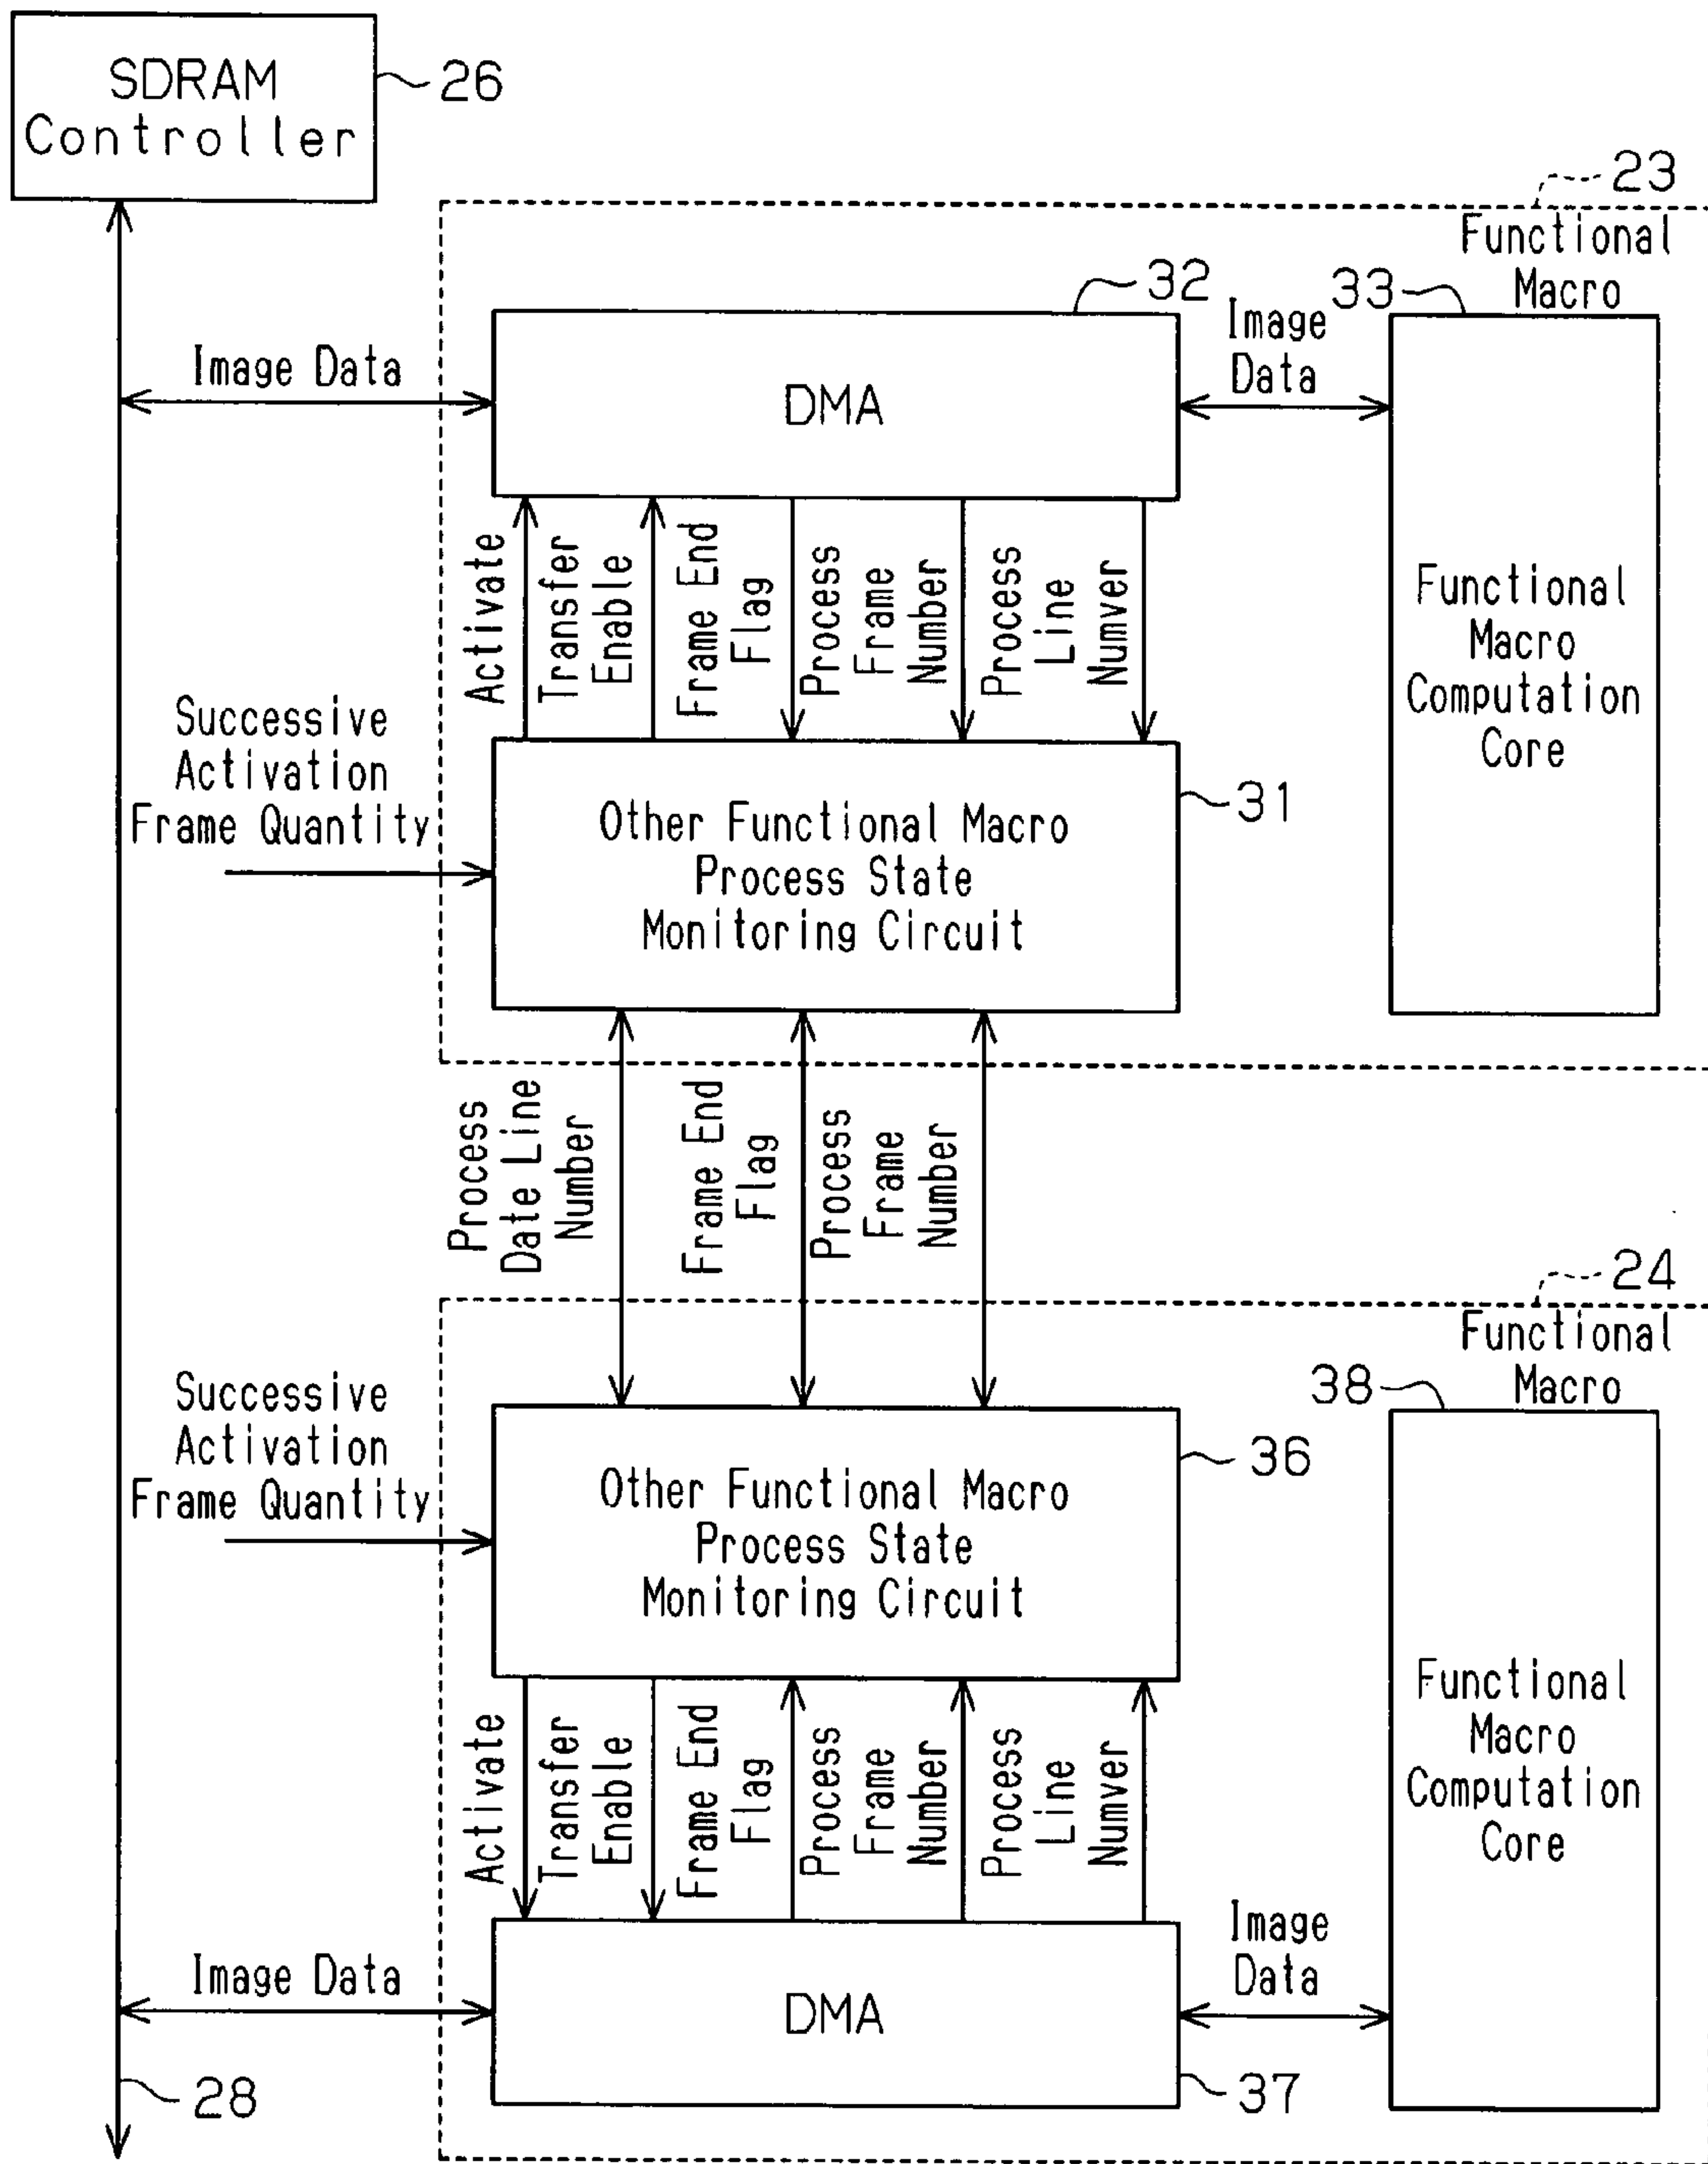 SDRAM
Controller
26
23
Functional
Macro
32
33
Image
Data
Image Data
DMA
Activate
Transfer
Enable
Frame End
Flag
Process
Frame
Number
Process
Line
Numver
Functional
Macro
Computation
Core
Successive
Activation
Frame Quantity
31
Other Functional Macro
Process State
Monitoring Circuit
Process
Date Line
Number
Frame End
Flag
Process
Frame
Number
24
Functional
Macro
38
Successive
Activation
Frame Quantity
36
Other Functional Macro
Process State
Monitoring Circuit
Activate
Transfer
Enable
Frame End
Flag
Process
Frame
Number
Process
Line
Numver
Functional
Macro
Computation
Core
Image
Data
Image Data
DMA
28
37